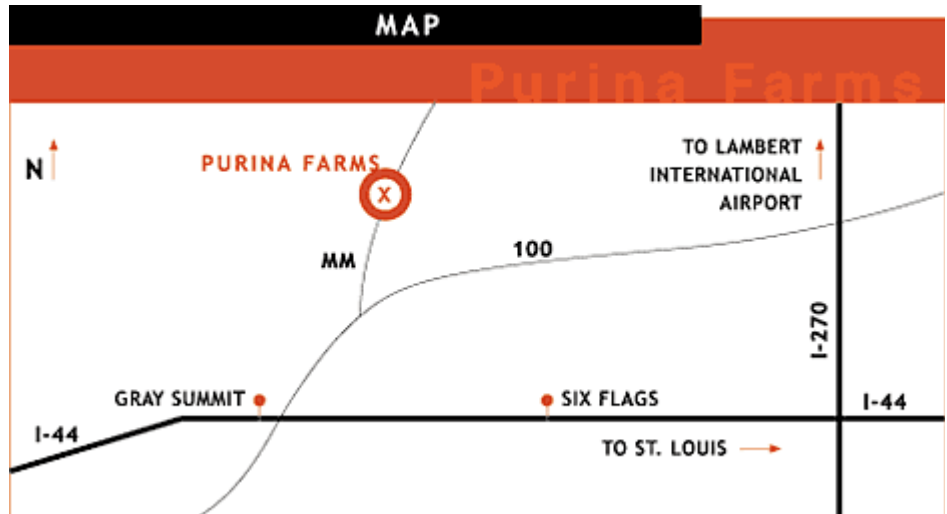 MAP
Purina Farms
N
PURINA FARMS
X
TO LAMBERT
INTERNATIONAL
AIRPORT
MM
100
I-270
GRAY SUMMIT
SIX FLAGS
I-44
I-44
TO ST. LOUIS